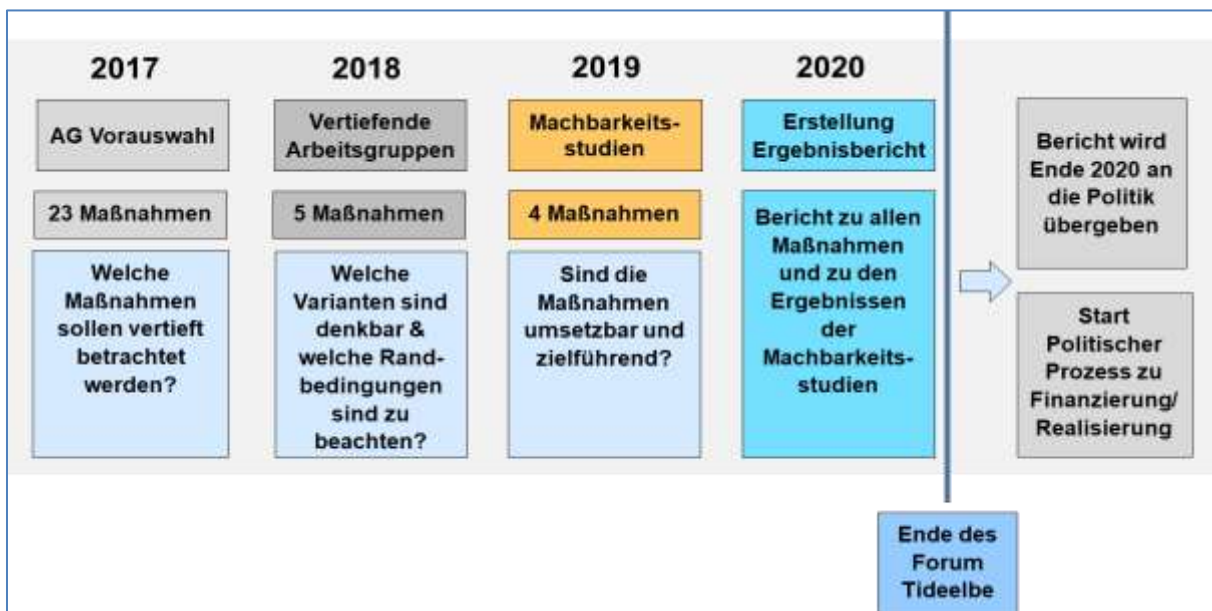 2017
AG Vorauswahl
23 Maßnahmen
Welche
Maßnahmen
sollen vertieft
betrachtet
werden?
2018
Vertiefende
Arbeitsgruppen
5 Maßnahmen
Welche
Varianten sind
denkbar &
welche Rand-
bedingungen
sind zu
beachten?
2019
Machbarkeits-
studien
4 Maßnahmen
Sind die
Maßnahmen
umsetzbar und
zielführend?
2020
Erstellung
Ergebnisbericht
Bericht zu allen
Maßnahmen
und zu den
Ergebnissen
der
Machbarkeits-
studien
Bericht wird
Ende 2020 an
die Politik
übergeben
Start
Politischer
Prozess zu
Finanzierung/
Realisierung
Ende des
Forum
Tideelbe